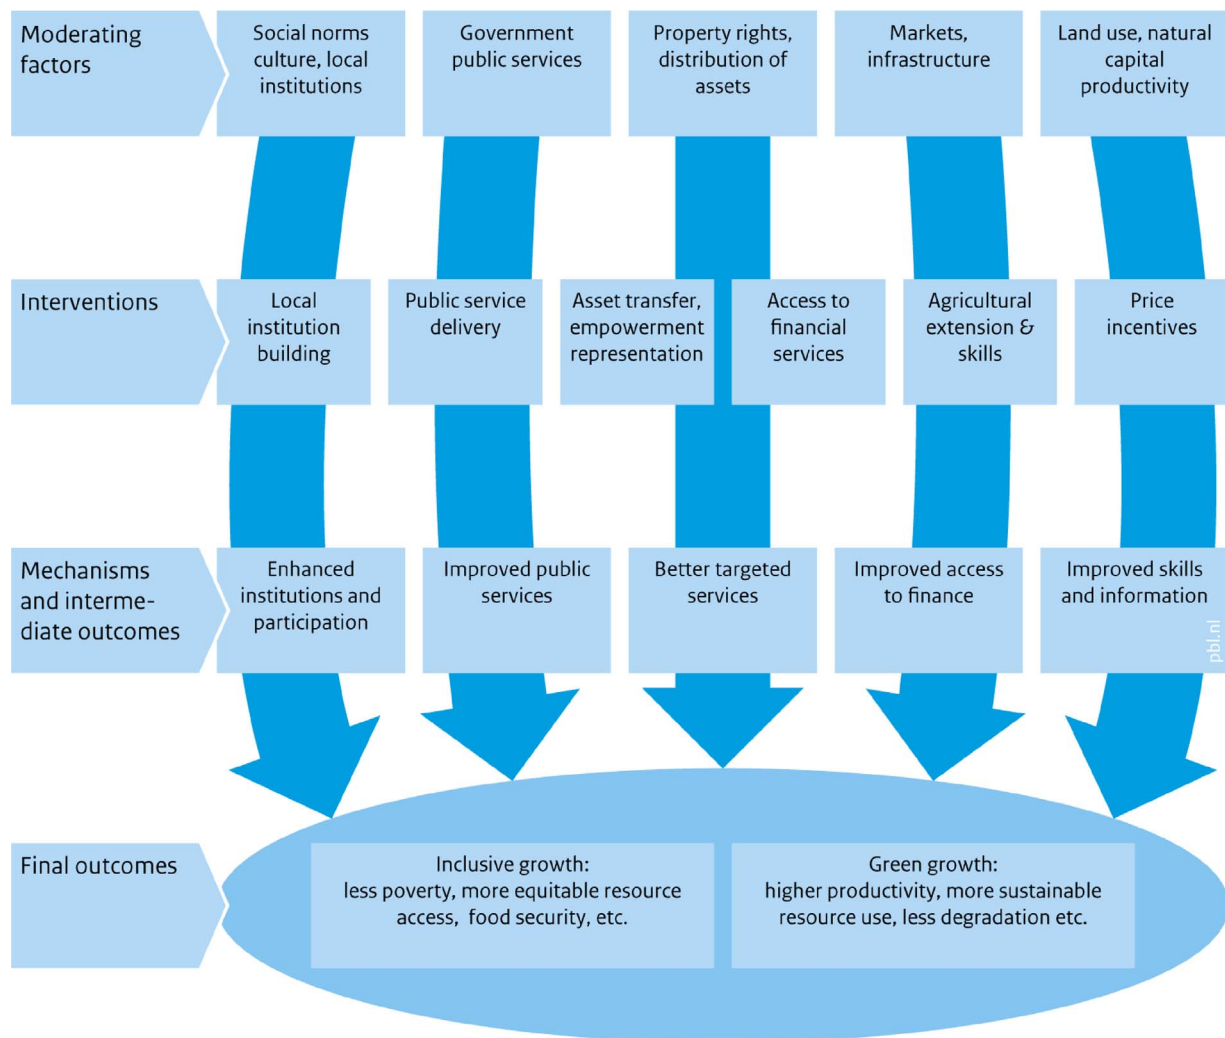 Moderating
factors
Social norms
culture, local
institutions
Government
public services
Property rights,
distribution of
assets
Markets,
infrastructure
Land use, natural
capital
productivity
Interventions
Local
institution
building
Public service
delivery
Asset transfer,
empowerment
representation
Access to
financial
services
Agricultural
extension &
skills
Price
incentives
Mechanisms
and interme-
diate outcomes
Enhanced
institutions and
participation
Improved public
services
Better targeted
services
Improved access
to finance
Improved skills
and information
pbl.nl
Final outcomes
Inclusive growth:
less poverty, more equitable resource
access, food security, etc.
Green growth:
higher productivity, more sustainable
resource use, less degradation etc.